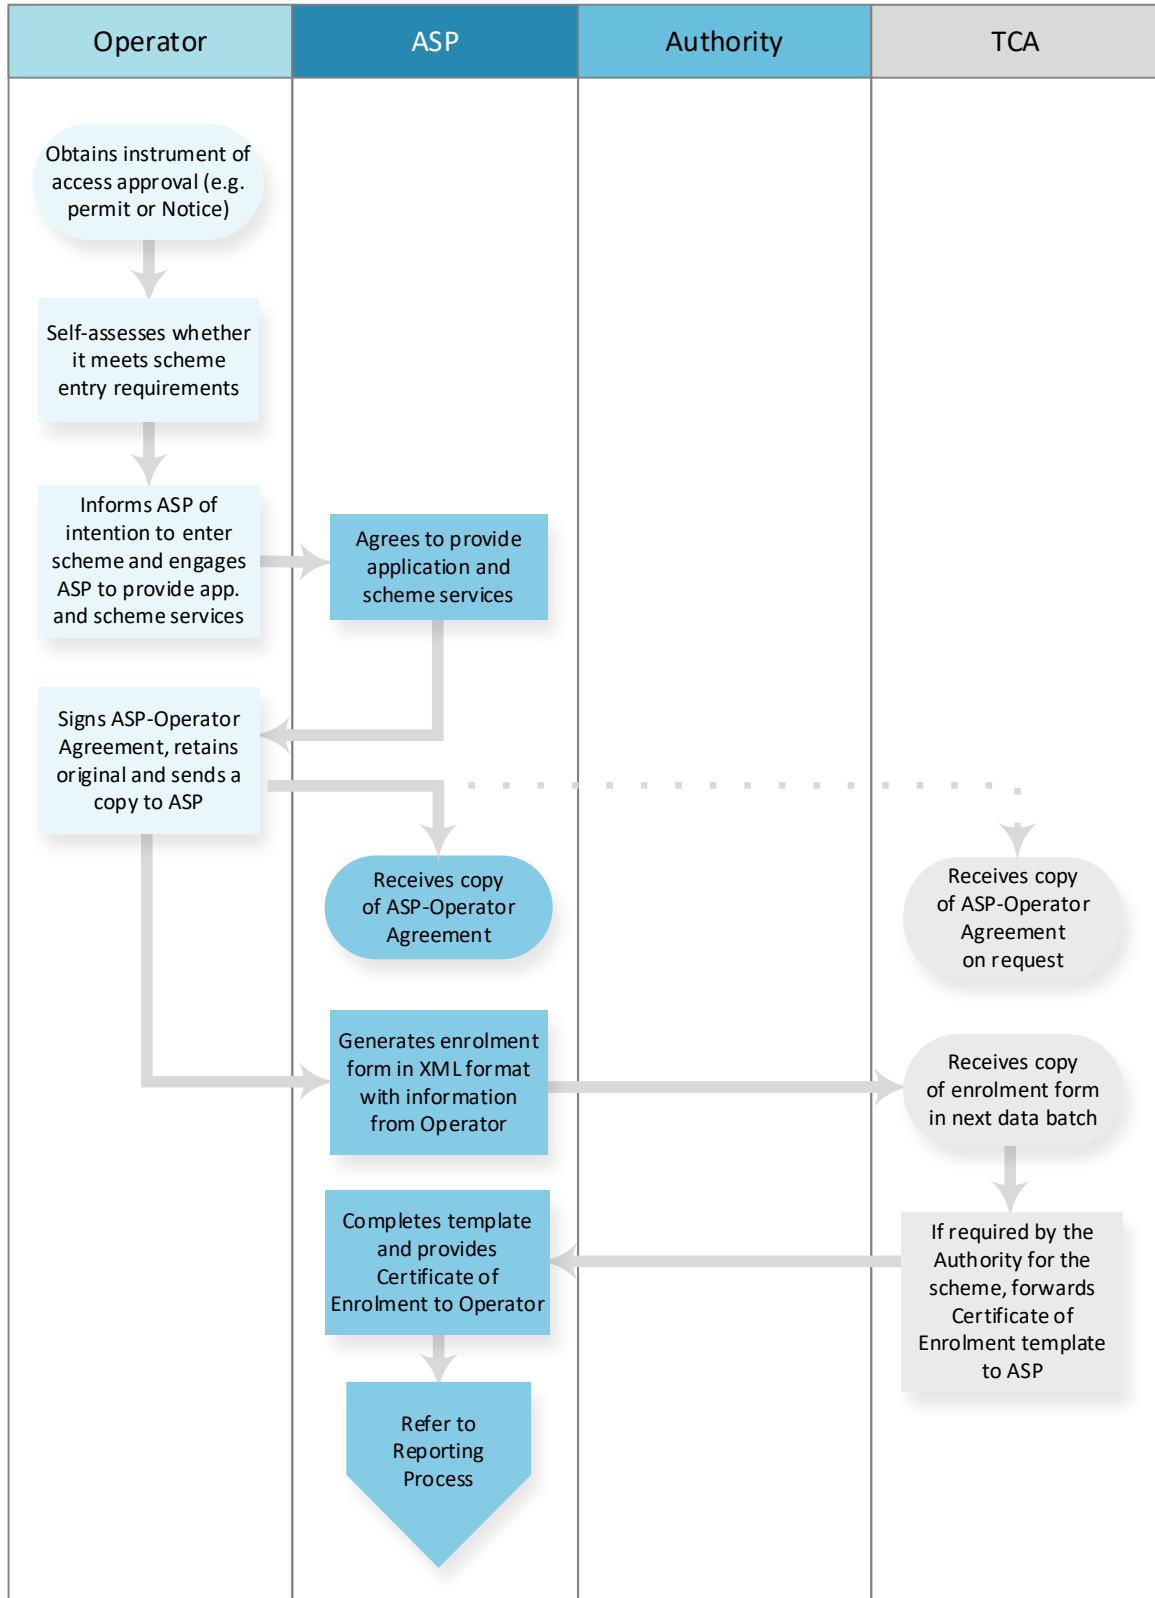 Operator
ASP
Authority
TCA
Obtains instrument of
access approval (e.g.
permit or Notice)
Self-assesses whether
it meets scheme
entry requirements
Informs ASP of
intention to enter
scheme and engages
ASP to provide app.
and scheme services
Agrees to provide
application and
scheme services
Signs ASP-Operator
Agreement, retains
original and sends a
copy to ASP
Receives copy
of ASP-Operator
Agreement
Receives copy
of ASP-Operator
Agreement
on request
Generates enrolment
form in XML format
with information
from Operator
Receives copy
of enrolment form
in next data batch
Completes template
and provides
Certificate of
Enrolment to Operator
If required by the
Authority for the
scheme, forwards
Certificate of
Enrolment template
to ASP
Refer to
Reporting
Process